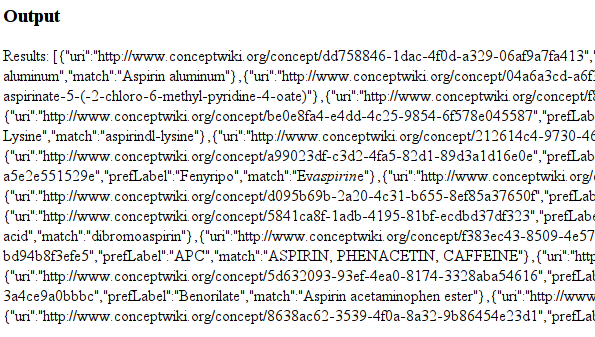 Output
Results: [{"uri":"http://www.conceptwiki.org/concept/dd758846-1dac-4f0d-a329-06af9a7fa413","
aluminum","match":"Aspirin aluminum"},{"uri":"http://www.conceptwiki.org/concept/04a6a3cd-a6f
aspirinate-5-(-2-chloro-6-methyl-pyridine-4-oate)"},{"uri":"http://www.conceptwiki.org/concept/f
{"uri":"http://www.conceptwiki.org/concept/be0e8fa4-e4dd-4c25-9854-6f578e045587","prefLab
Lysine","match":"aspirindl-lysine"},{"uri":"http://www.conceptwiki.org/concept/212614c4-9730-46
{"uri":"http://www.conceptwiki.org/concept/a99023df-c3d2-4fa5-82d1-89d3a1d16e0e","prefLa
a5e2e551529e","prefLabel":"Fenyripo","match":"Evaspirine"},{"uri":"http://www.conceptwiki.o
{"uri":"http://www.conceptwiki.org/concept/d095b69b-2a20-4c31-b655-8ef85a37650f","prefLab
{"uri":"http://www.conceptwiki.org/concept/5841ca8f-1adb-4195-81bf-ecdbd37df323","prefLabe
acid","match":"dibromoaspirin"},{"uri":"http://www.conceptwiki.org/concept/f383ec43-8509-4e57
bd94b8f3efe5","prefLabel":"APC","match":"ASPIRIN, PHENACETIN, CAFFEINE"},{"uri":"http
{"uri":"http://www.conceptwiki.org/concept/5d632093-93ef-4ea0-8174-3328aba54616","prefLab
3a4ce9a0bbbc","prefLabel":"Benorilate","match":"Aspirin acetaminophen ester"},{"uri":"http://www
{"uri":"http://www.conceptwiki.org/concept/8638ac62-3539-4f0a-8a32-9b86454e23d1","prefLab